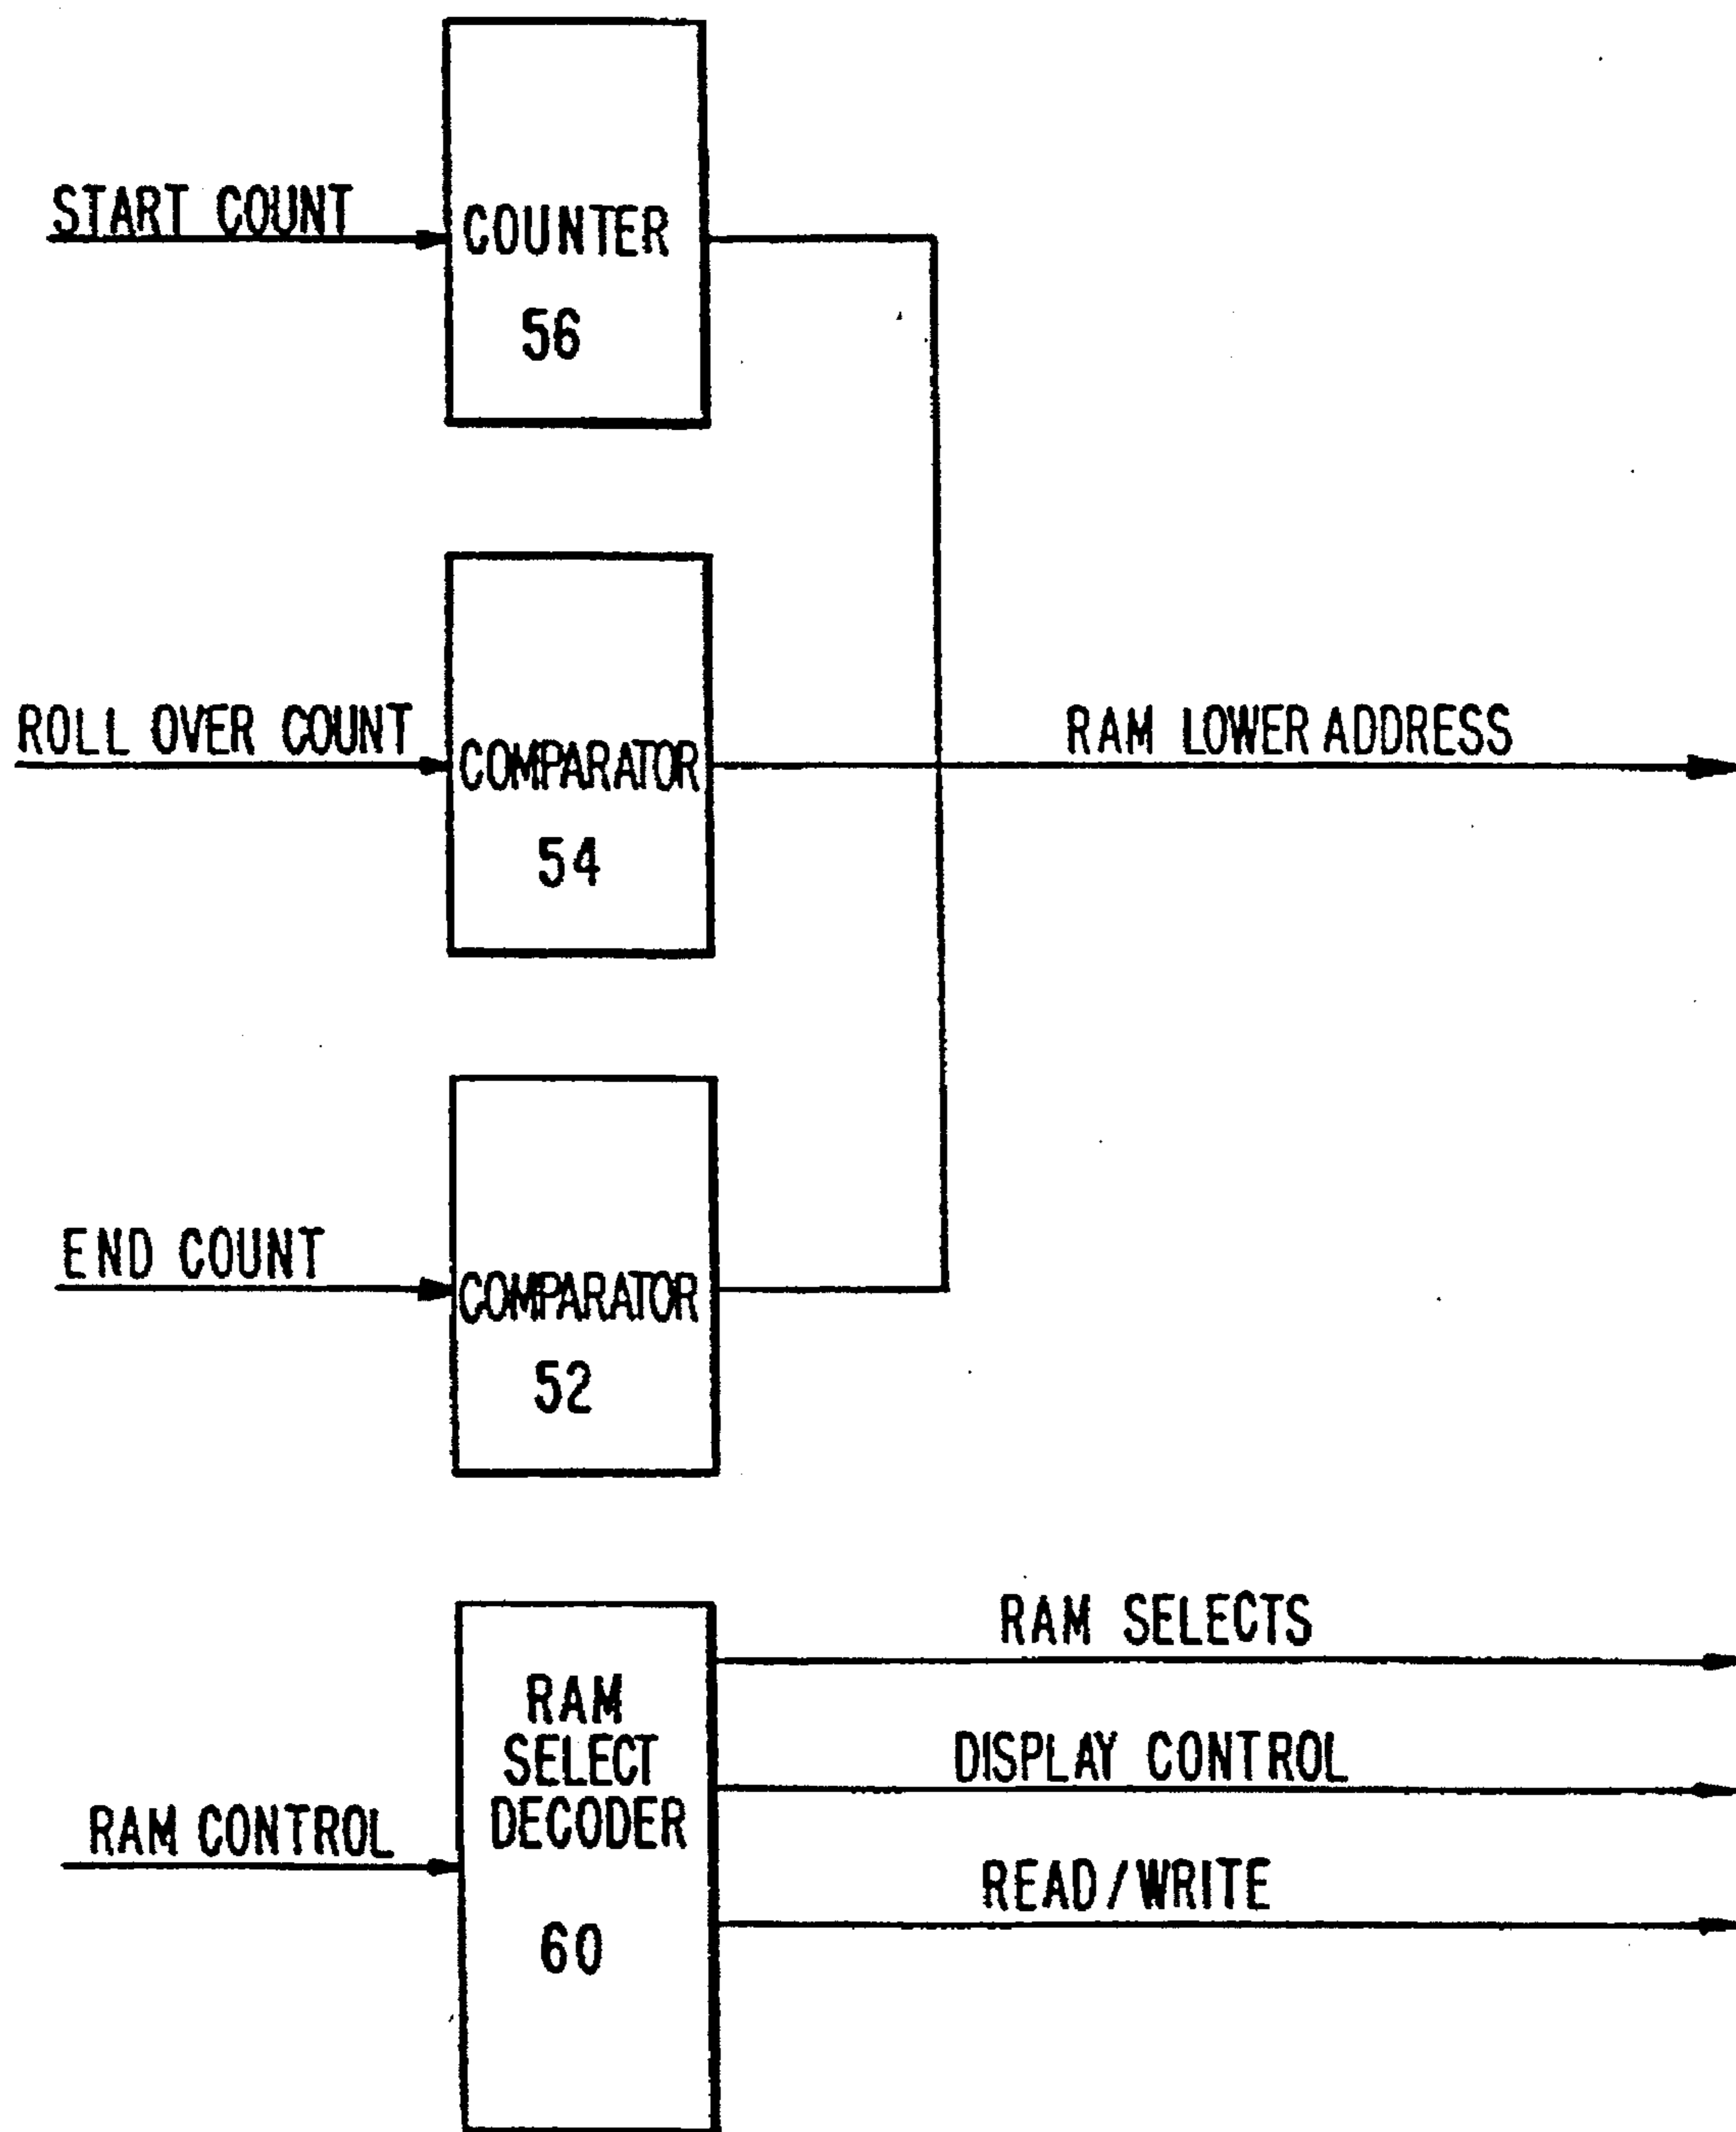 START COUNT
COUNTER
56
ROLL OVER COUNT
COMPARATOR
54
RAM LOWER ADDRESS
END COUNT
COMPARATOR
52
RAM CONTROL
RAM
SELECT
DECODER
60
RAM SELECTS
DISPLAY CONTROL
READ/WRITE